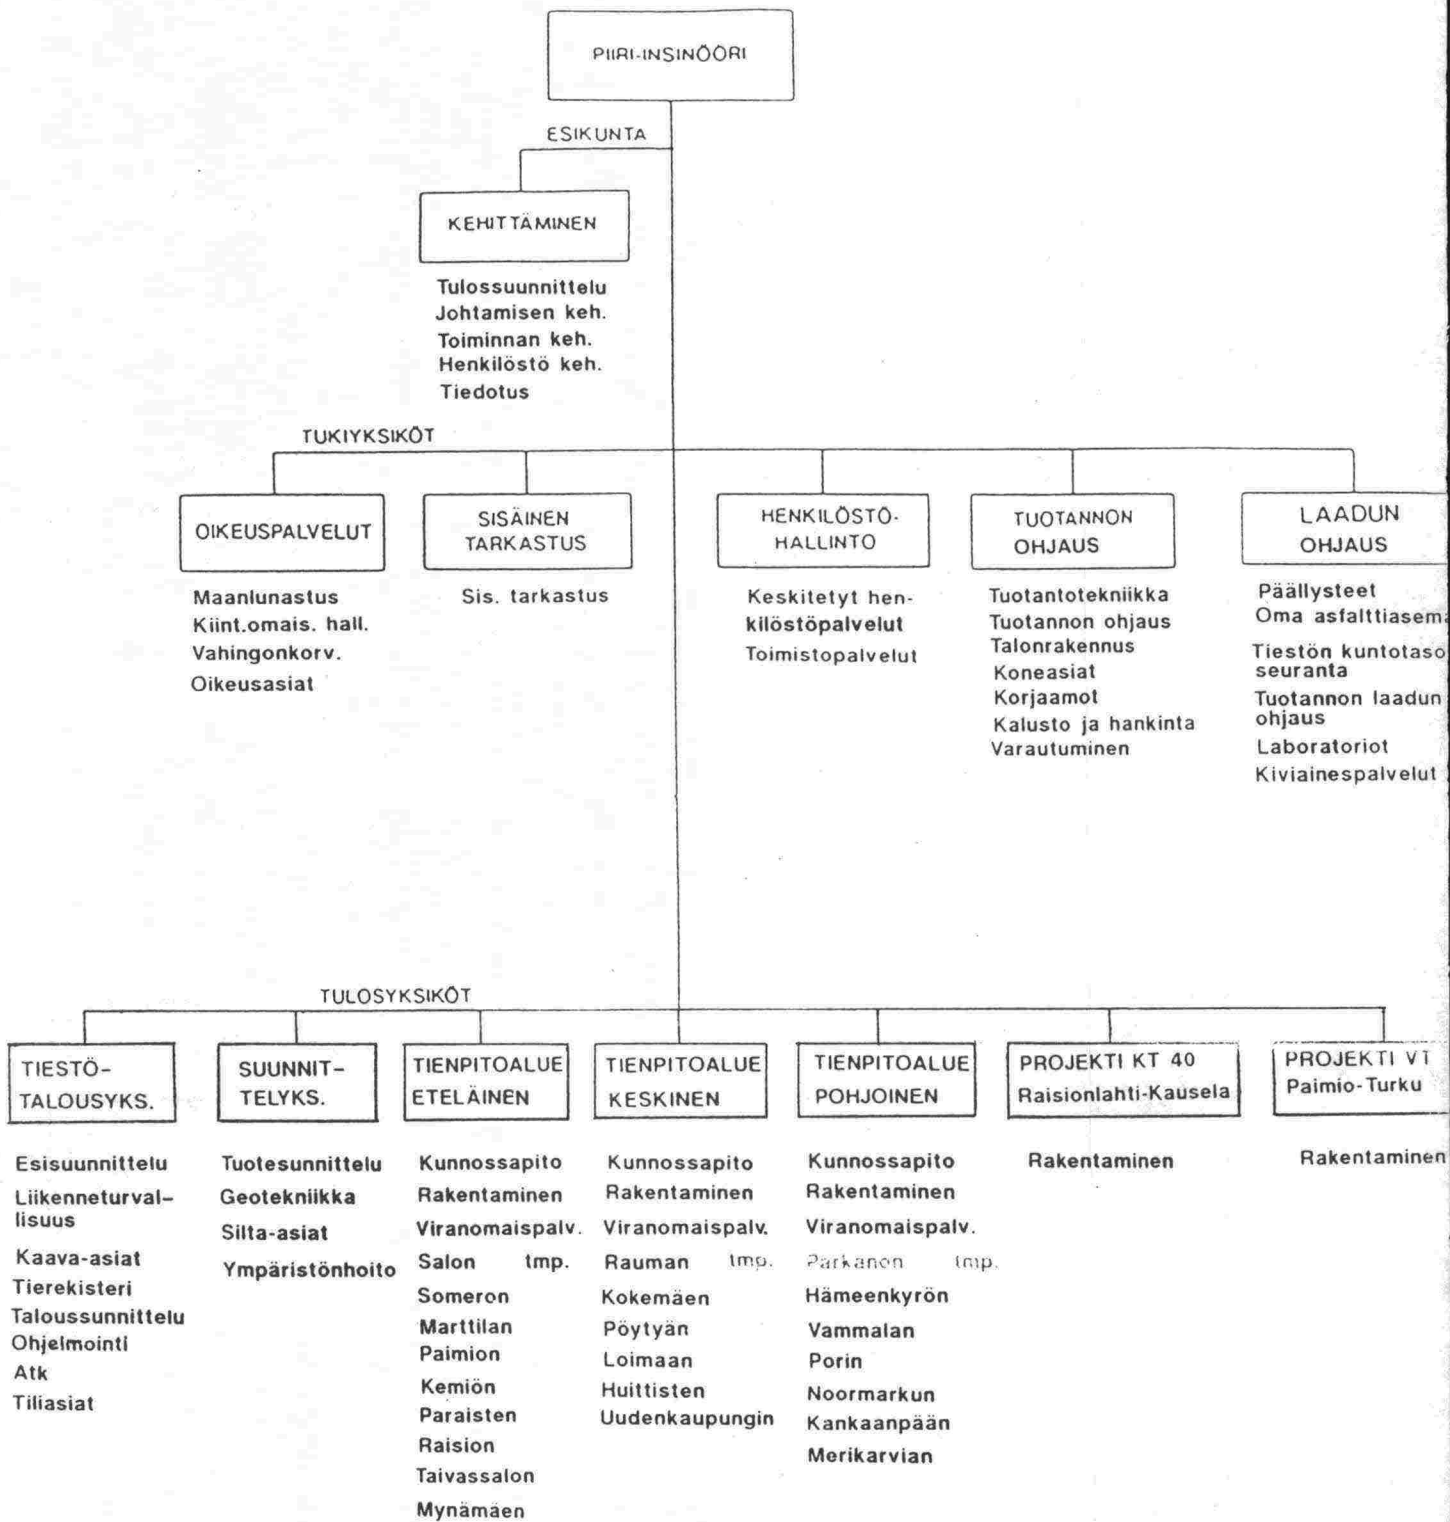 PIIRI-INSINÖÖRI
ESIKUNTA
KEHITTÄMINEN
Tulossuunnittelu
Johtamisen keh.
Toiminnan keh.
Henkilöstö keh.
Tiedotus
TUKIYKSIKÖT
OIKEUSPALVELUT
Maanlunastus
Kiint.omais. hall.
Vahingonkorv.
Oikeusasiat
SISÄINEN
TARKASTUS
Sis. tarkastus
HENKILÖSTÖ-
HALLINTO
Keskitetyt hen-
kilöstöpalvelut
Toimistopalvelut
TUOTANNON
OHJAUS
Tuotantotekniikka
Tuotannon ohjaus
Talonrakennus
Koneasiat
Korjaamot
Kalusto ja hankinta
Varautuminen
LAADUN
OHJAUS
Päällysteet
Oma asfalttiasema
Tiestön kuntotaso
seuranta
Tuotannon laadun
ohjaus
Laboratoriot
Kiviainespalvelut
TULOSYKSIKÖT
TIESTÖ-
TALOUSYKS.
Esisuunnittelu
Liikenneturval-
lisuus
Kaava-asiat
Tierekisteri
Taloussunnittelu
Ohjelmointi
Atk
Tiliasiat
SUUNNIT-
TELYKS.
Tuotesunnittelu
Geotekniikka
Silta-asiat
Ympäristönhoito
TIENPITOALUE
ETELÄINEN
Kunnossapito
Rakentaminen
Viranomaispalv.
Salon tmp.
Someron
Marttilan
Paimion
Kemiön
Paraisten
Raision
Taivassalon
Mynämäen
TIENPITOALUE
KESKINEN
Kunnossapito
Rakentaminen
Viranomaispalv.
Rauman tmp.
Kokemäen
Pöytyän
Loimaan
Huittisten
Uudenkaupungin
TIENPITOALUE
POHJOINEN
Kunnossapito
Rakentaminen
Viranomaispalv.
Parkanon tmp.
Hämeenkyrön
Vammalan
Porin
Noormarkun
Kankaanpään
Merikarvian
PROJEKTI KT 40
Raisionlahti-Kausela
Rakentaminen
PROJEKTI VT
Paimio-Turku
Rakentaminen